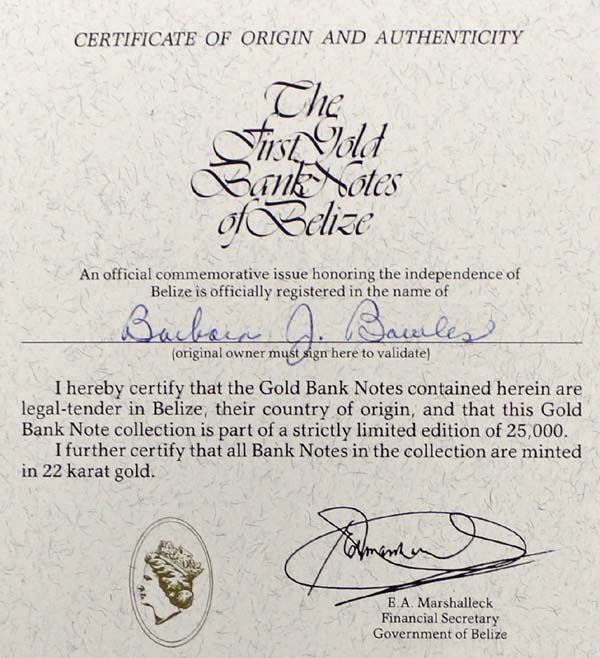 CERTIFICATE OF ORIGIN AND AUTHENTICITY
The
First Gold
Bank Notes
of Belize
An official commemorative issue honoring the independence of
Belize is officially registered in the name of
Barbara J. Bowles
(original owner must sign here to validate)
I hereby certify that the Gold Bank Notes contained herein are
legal-tender in Belize, their country of origin, and that this Gold
Bank Note collection is part of a strictly limited edition of 25,000.
I further certify that all Bank Notes in the collection are minted
in 22 karat gold.
E.A. Marshalleck
Financial Secretary
Government of Belize